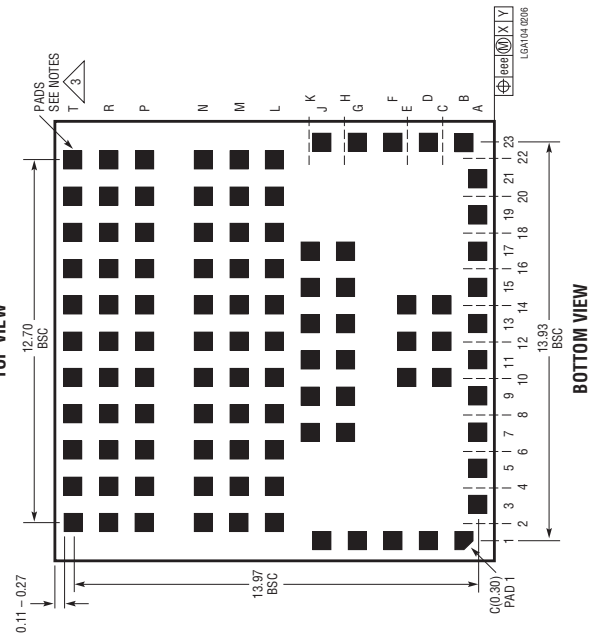 TOP VIEW
12.70
BSC
PADS
SEE NOTES
3
0.11 – 0.27
T
R
P
N
M
L
K
J
H
G
F
E
D
C
B
A
13.97
BSC
C(0.30)
PAD 1
1
2
3
4
5
6
7
8
9
10
11
12
13
14
15
16
17
18
19
20
21
22
23
13.93
BSC
⌖ eee Ⓜ X Y
LGA104 0206
BOTTOM VIEW